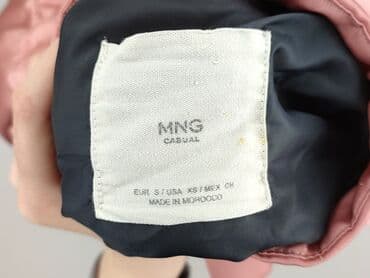 MNG
CASUAL
EUR S / USA XS / MEX CH
MADE IN MOROCCO